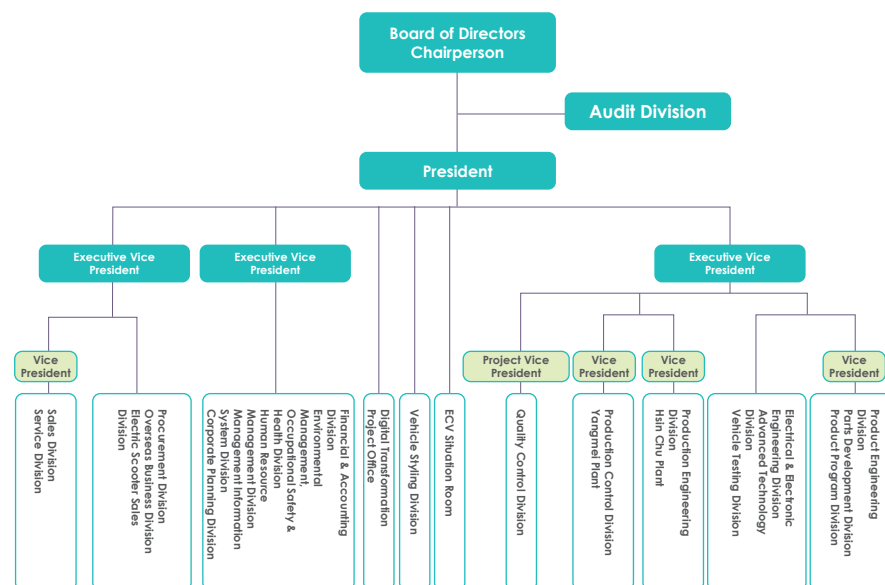 Board of Directors
Chairperson
Audit Division
President
Executive Vice
President
Executive Vice
President
Executive Vice
President
Vice
President
Project Vice
President
Vice
President
Vice
President
Vice
President
Sales Division
Service Division
Procurement Division
Overseas Business Division
Electric Scooter Sales
Division
Financial & Accounting
Division
Environmental
Management,
Occupational Safety &
Health Division
Human Resource
Management Division
Management Information
System Division
Corporate Planning Division
Digital Transformation
Project Office
Vehicle Styling Division
ECV Situation Room
Quality Control Division
Production Control Division
Yangmei Plant
Production Engineering
Division
Hsin Chu Plant
Electrical & Electronic
Engineering Division
Advanced Technology
Division
Vehicle Testing Division
Product Engineering
Division
Parts Development Division
Product Program Division